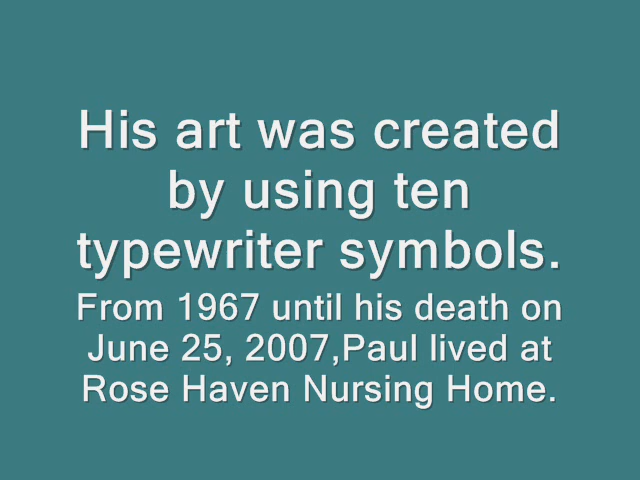 His art was created
by using ten
typewriter symbols.
From 1967 until his death on
June 25, 2007,Paul lived at
Rose Haven Nursing Home.